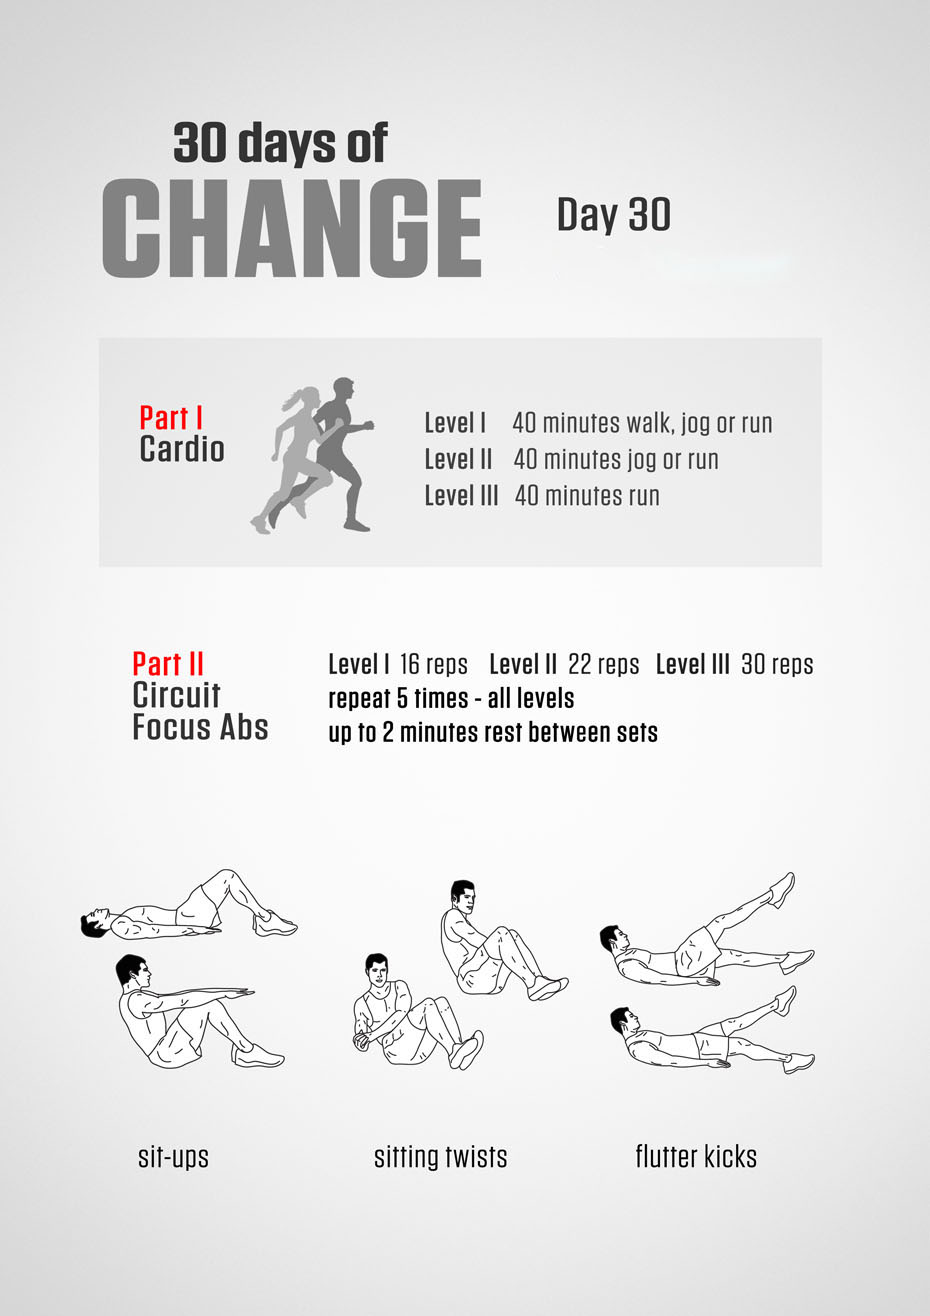 30 days of
CHANGE
Day 30
Part I
Cardio
Level I 40 minutes walk, jog or run
Level II 40 minutes jog or run
Level III 40 minutes run
Part II
Circuit
Focus Abs
Level I 16 reps Level II 22 reps Level III 30 reps
repeat 5 times - all levels
up to 2 minutes rest between sets
sit-ups
sitting twists
flutter kicks